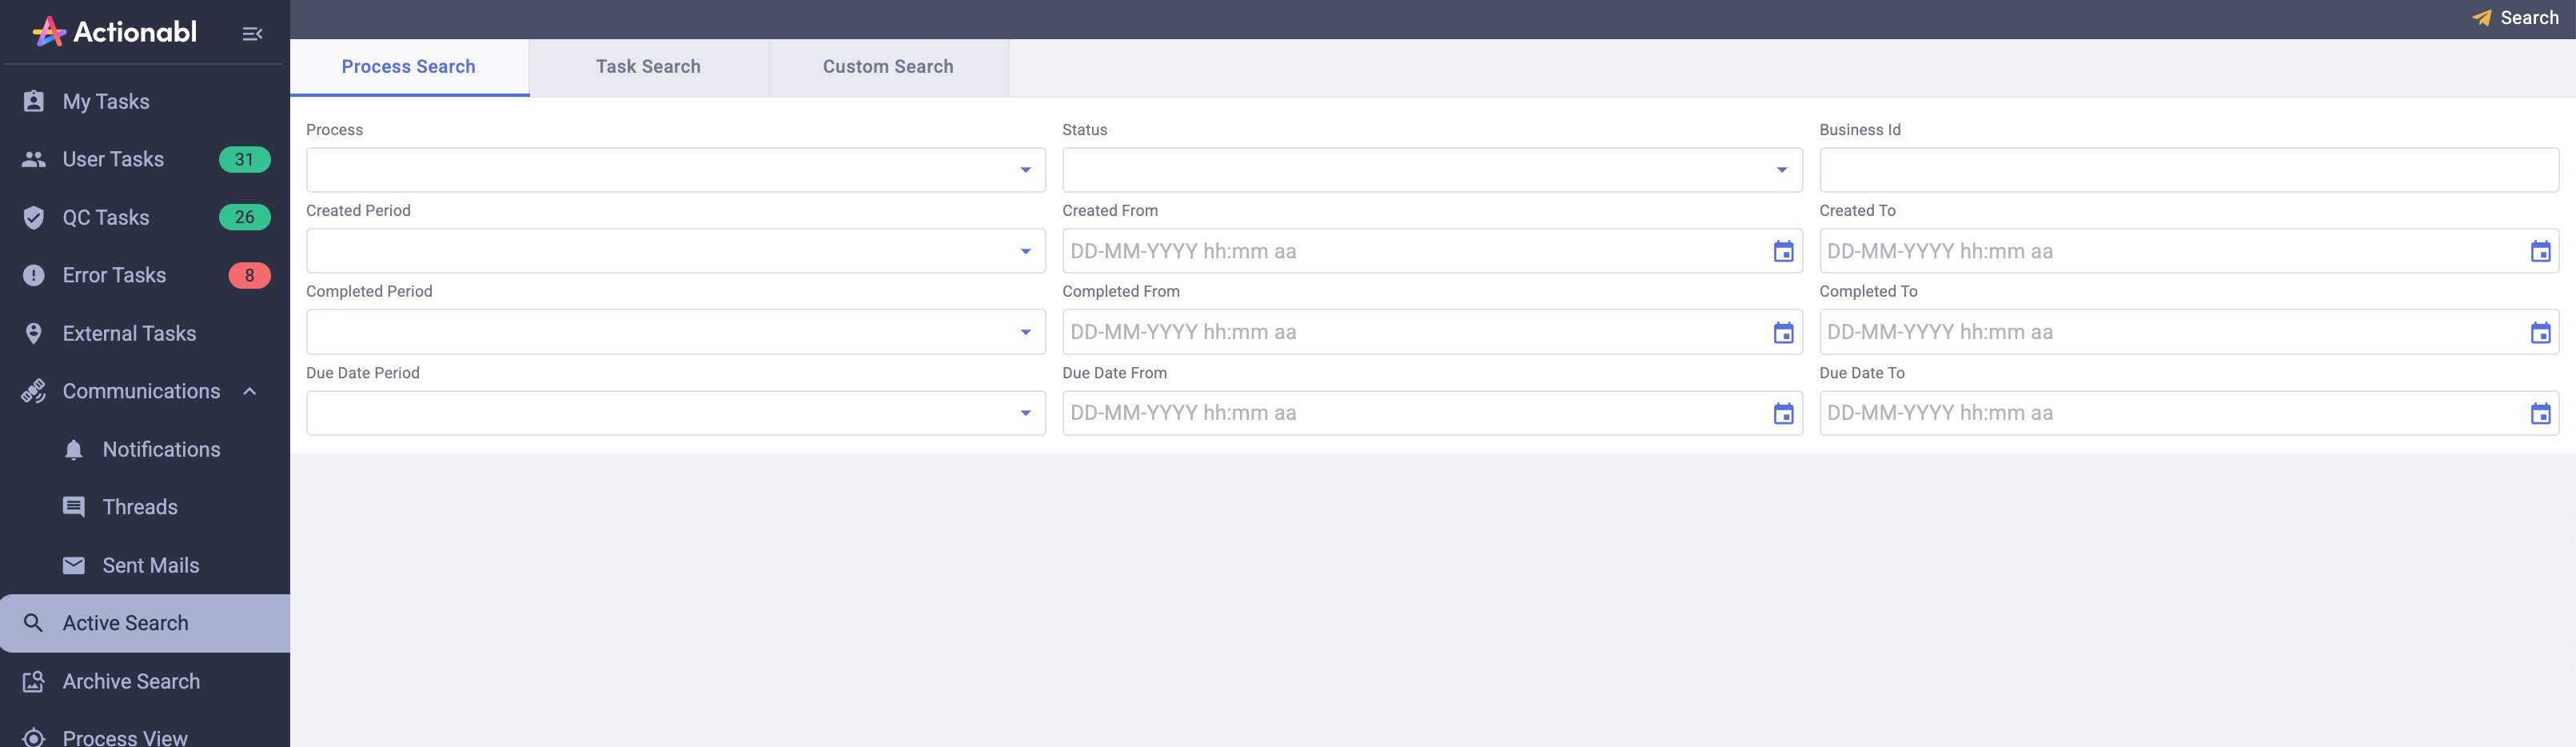 Actionabl
My Tasks
User Tasks 31
QC Tasks 26
Error Tasks 8
External Tasks
Communications
Notifications
Threads
Sent Mails
Active Search
Archive Search
Process View
Search
Process Search Task Search Custom Search
Process Status Business Id
Created Period Created From Created To
DD-MM-YYYY hh:mm aa DD-MM-YYYY hh:mm aa
Completed Period Completed From Completed To
DD-MM-YYYY hh:mm aa DD-MM-YYYY hh:mm aa
Due Date Period Due Date From Due Date To
DD-MM-YYYY hh:mm aa DD-MM-YYYY hh:mm aa